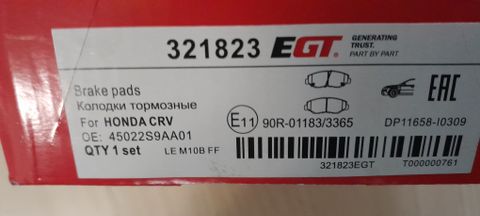 321823 EGT GENERATING TRUST. PART BY PART
Brake pads
Колодки тормозные
For HONDA CRV
OE: 45022S9AA01
QTY 1 set LE M10B FF
E11 90R-01183/3365
DP11658-I0309
EAC
321823EGT
T000000761